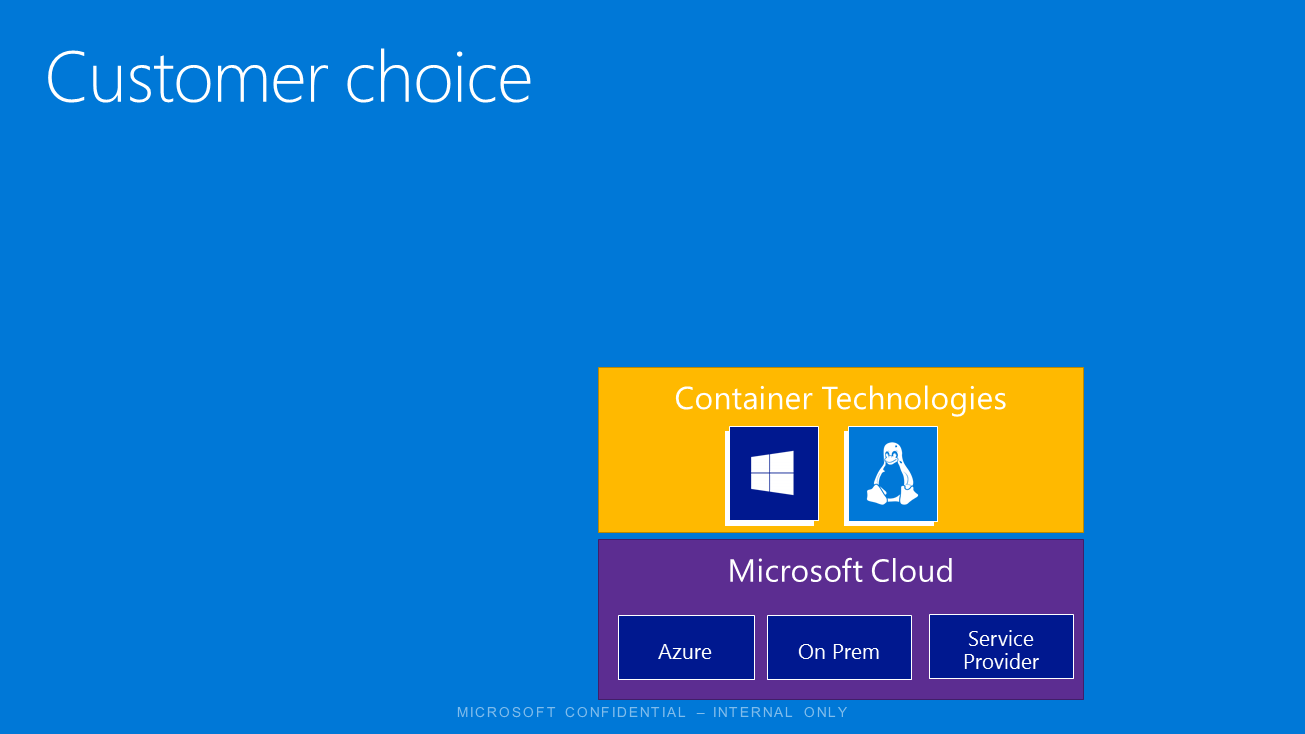 Customer choice
Container Technologies
Microsoft Cloud
Azure
On Prem
Service
Provider
MICROSOFT CONFIDENTIAL – INTERNAL ONLY